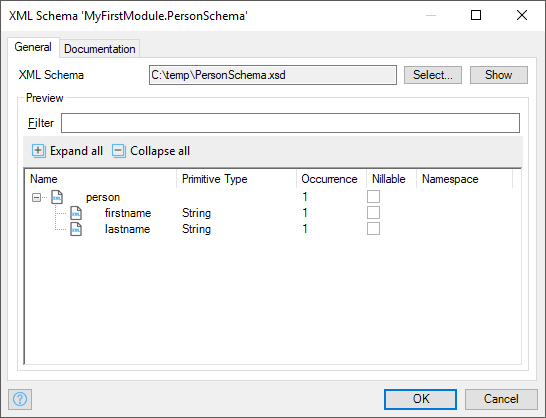 XML Schema 'MyFirstModule.PersonSchema'
General Documentation
XML Schema C:\temp\PersonSchema.xsd Select... Show
Preview
Filter
Expand all Collapse all
Name Primitive Type Occurrence Nillable Namespace
person 1
firstname String 1
lastname String 1
? OK Cancel